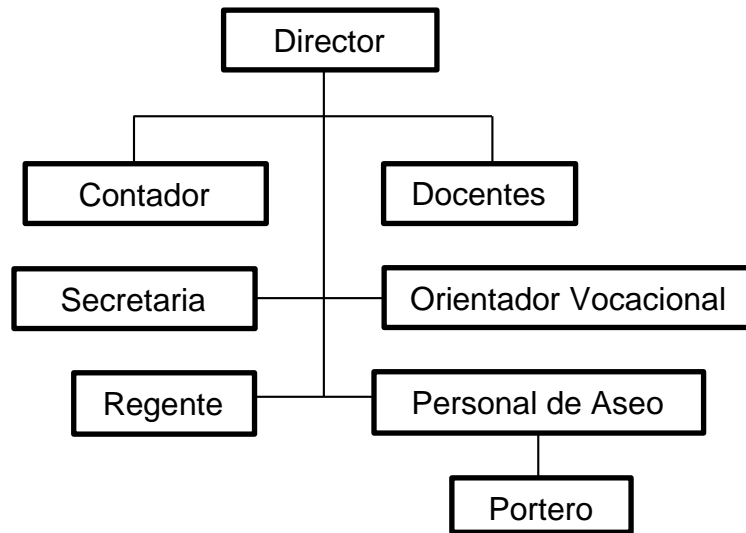 Director
Contador
Docentes
Secretaria
Orientador Vocacional
Regente
Personal de Aseo
Portero